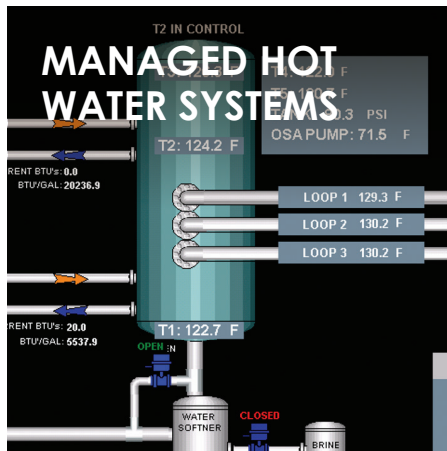 T2 IN CONTROL
MANAGED HOT
WATER SYSTEMS
F
PSI
OSA PUMP: 71.5 F
T2: 124.2 F
RENT BTU's: 0.0
BTU/GAL: 20236.9
LOOP 1 129.3 F
LOOP 2 130.2 F
LOOP 3 130.2 F
RENT BTU's: 20.0
BTU/GAL: 5537.9
T1: 122.7 F
OPEN
WATER
SOFTNER
CLOSED
BRINE